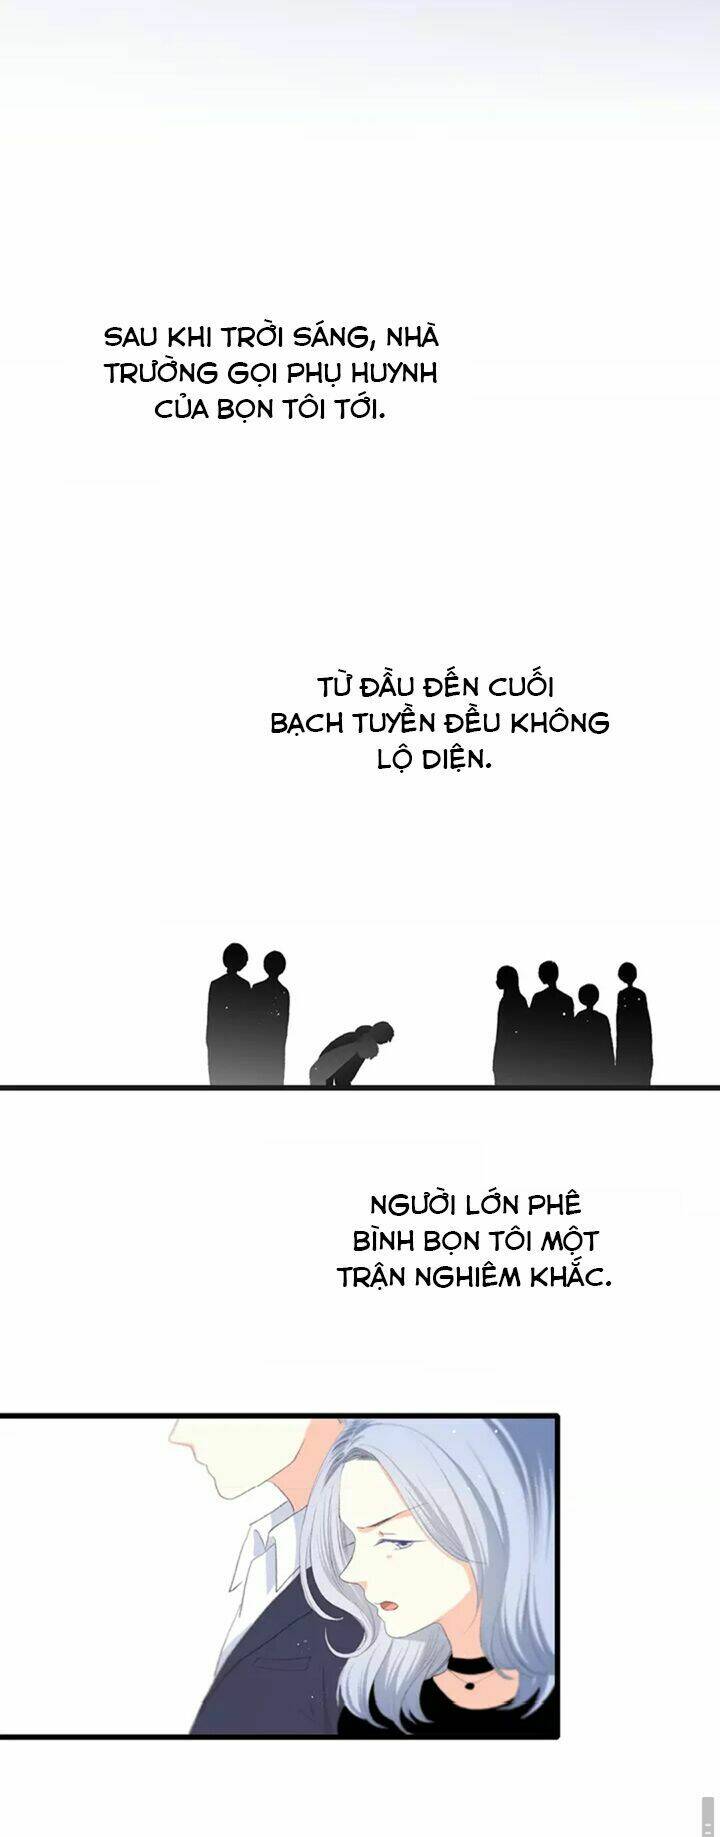 SAU KHI TRỜI SÁNG, NHÀ
TRƯỜNG GỌI PHỤ HUYNH
CỦA BỌN TÔI TỚI.
TỪ ĐẦU ĐẾN CUỐI
BẠCH TUYỀN ĐỀU KHÔNG
LỘ DIỆN.
NGƯỜI LỚN PHÊ
BÌNH BỌN TÔI MỘT
TRẬN NGHIÊM KHẮC.